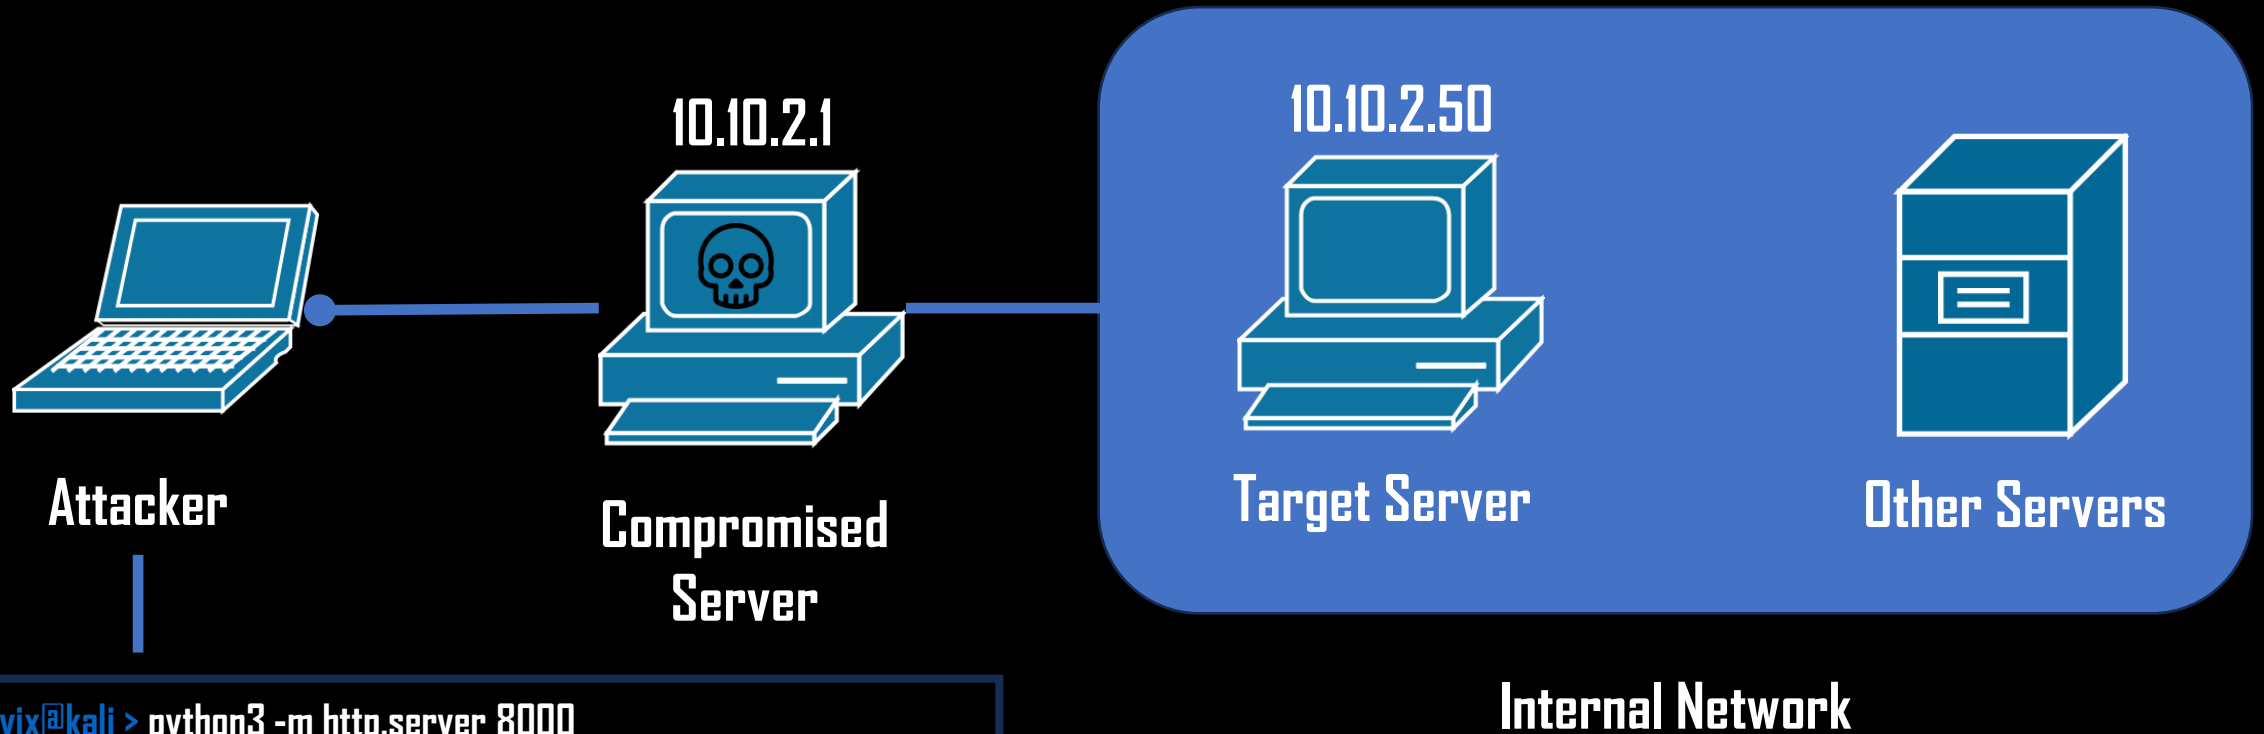 10.10.2.1
10.10.2.50
Attacker
Compromised
Server
Target Server
Other Servers
Internal Network
vix@kali > python3 -m http.server 8000